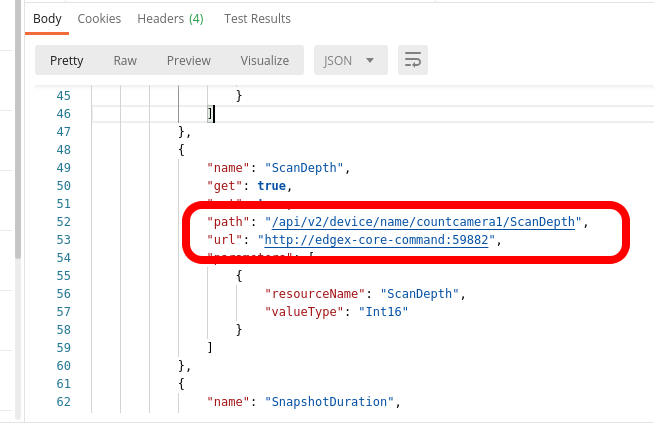 Body Cookies Headers (4) Test Results
Pretty Raw Preview Visualize JSON
45 }
46 ]
47 },
48 {
49 "name": "ScanDepth",
50 "get": true,
51
52 "path": "/api/v2/device/name/countcamera1/ScanDepth",
53 "url": "http://edgex-core-command:59882",
54 "parameters": [
55 {
56 "resourceName": "ScanDepth",
57 "valueType": "Int16"
58 }
59 ]
60 },
61 {
62 "name": "SnapshotDuration",